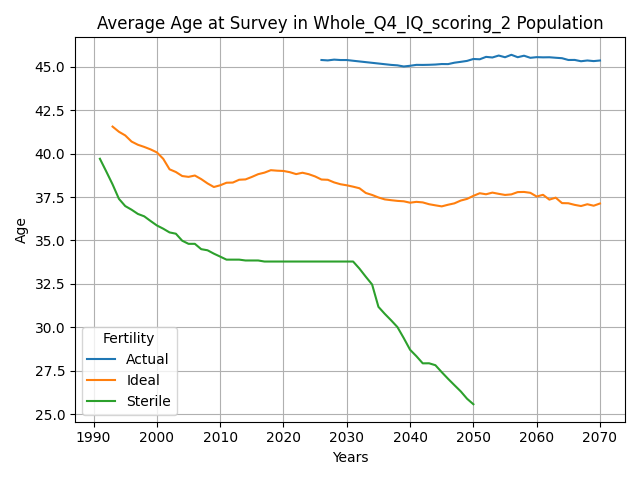 Average Age at Survey in Whole_Q4_IQ_scoring_2 Population
Age
45.0
42.5
40.0
37.5
35.0
32.5
30.0
27.5
25.0
Fertility
Actual
Ideal
Sterile
1990 2000 2010 2020 2030 2040 2050 2060 2070
Years